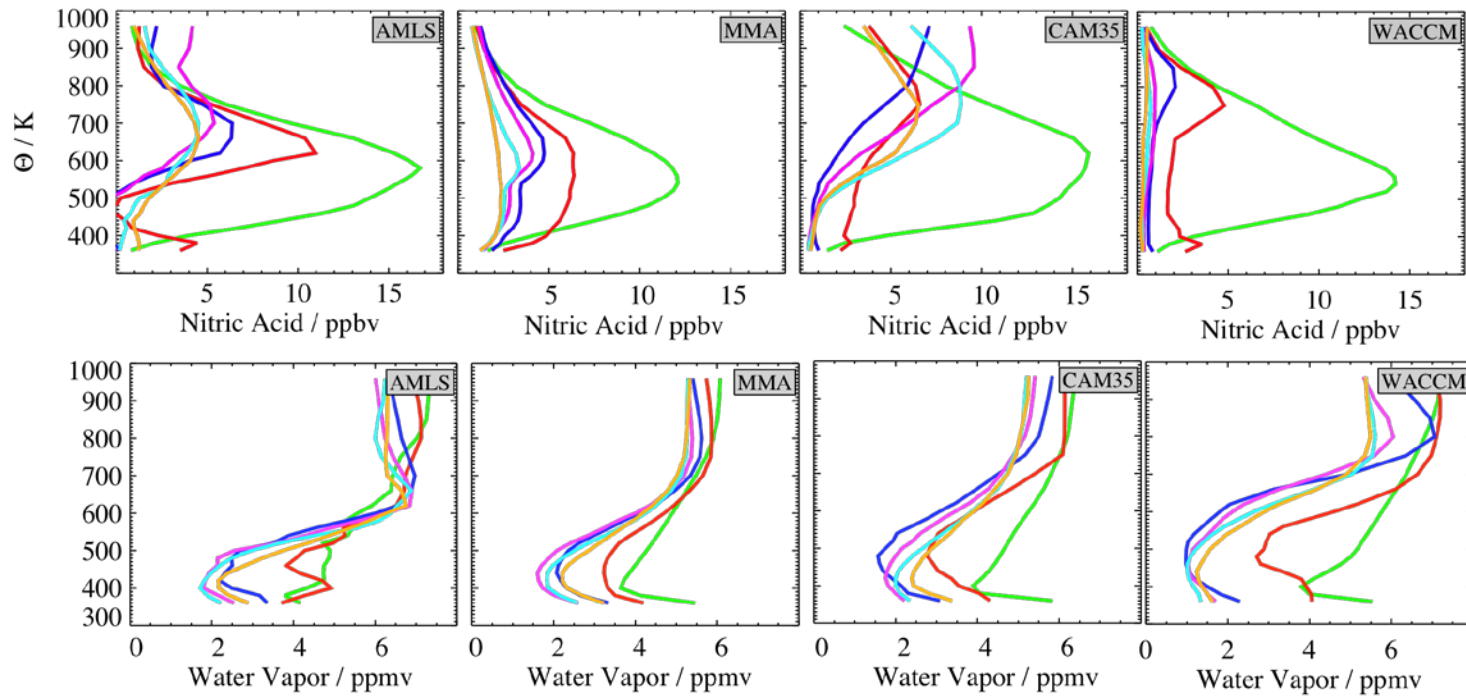 1000
900
800
700
600
500
400
Θ / K
AMLS
MMA
CAM35
WACCM
5 10 15
5 10 15
5 10 15
5 10 15
Nitric Acid / ppbv
Nitric Acid / ppbv
Nitric Acid / ppbv
Nitric Acid / ppbv
1000
900
800
700
600
500
400
300
AMLS
MMA
CAM35
WACCM
0 2 4 6
0 2 4 6
0 2 4 6
0 2 4 6
Water Vapor / ppmv
Water Vapor / ppmv
Water Vapor / ppmv
Water Vapor / ppmv